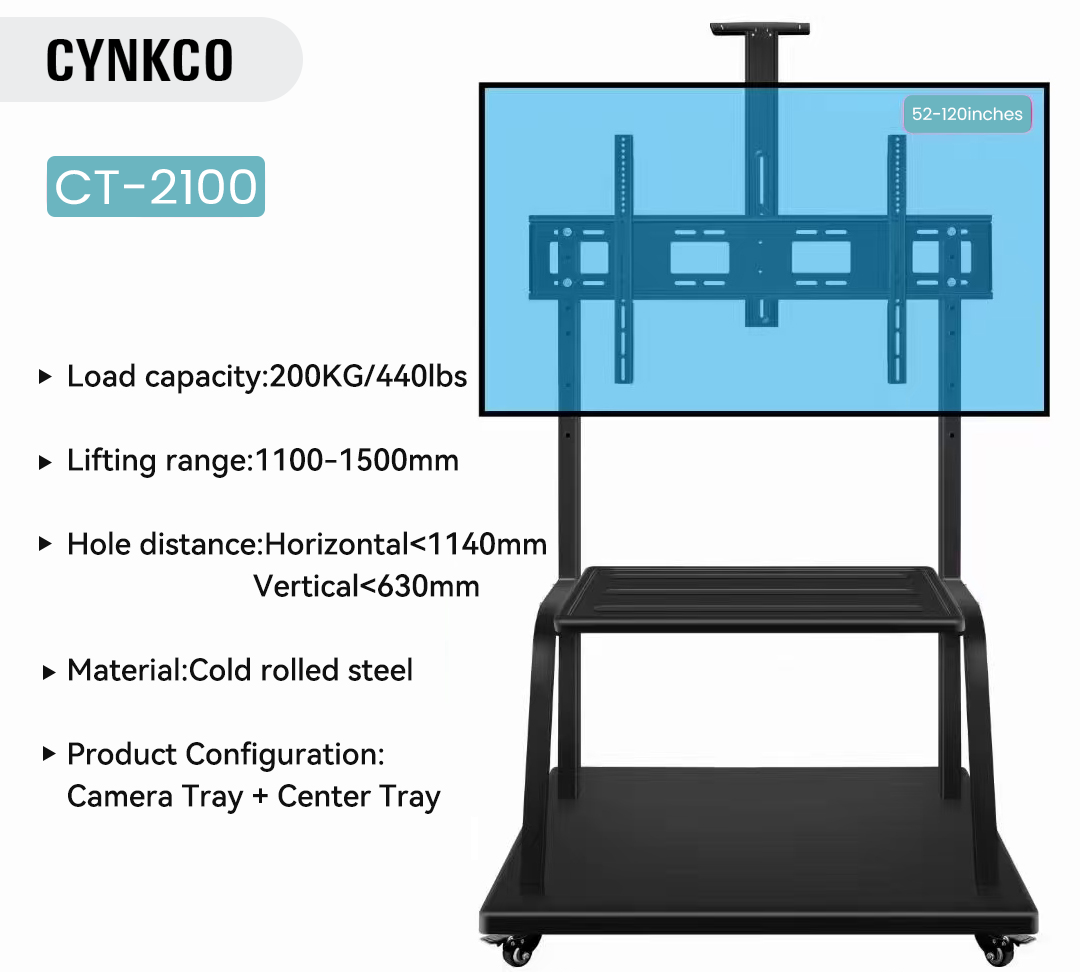 CYNKCO
52-120inches
CT-2100
Load capacity:200KG/440lbs
Lifting range:1100-1500mm
Hole distance:Horizontal<1140mm
Vertical<630mm
Material:Cold rolled steel
Product Configuration:
Camera Tray + Center Tray